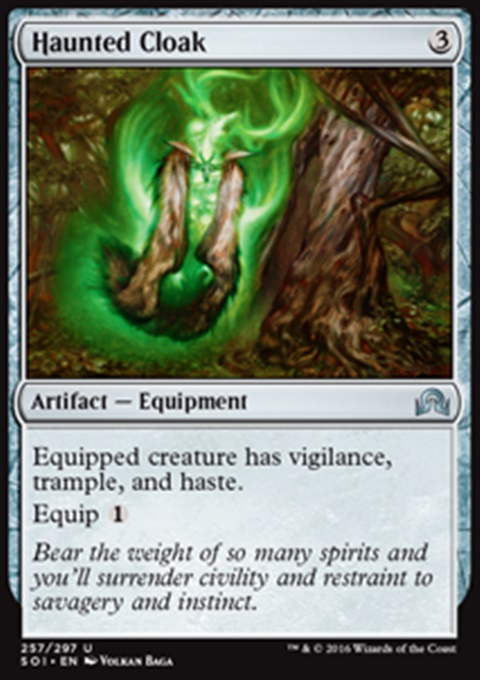 Haunted Cloak 3
Artifact — Equipment
Equipped creature has vigilance,
trample, and haste.
Equip 1
Bear the weight of so many spirits and
you'll surrender civility and restraint to
savagery and instinct.
257/297 U
SOI • EN Volkan Baga
™ & © 2016 Wizards of the Coast